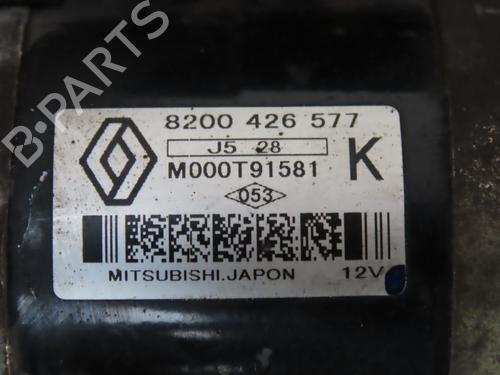 8200 426 577
J5 28
M000T91581 K
053
MITSUBISHI.JAPON 12V
B-PARTS